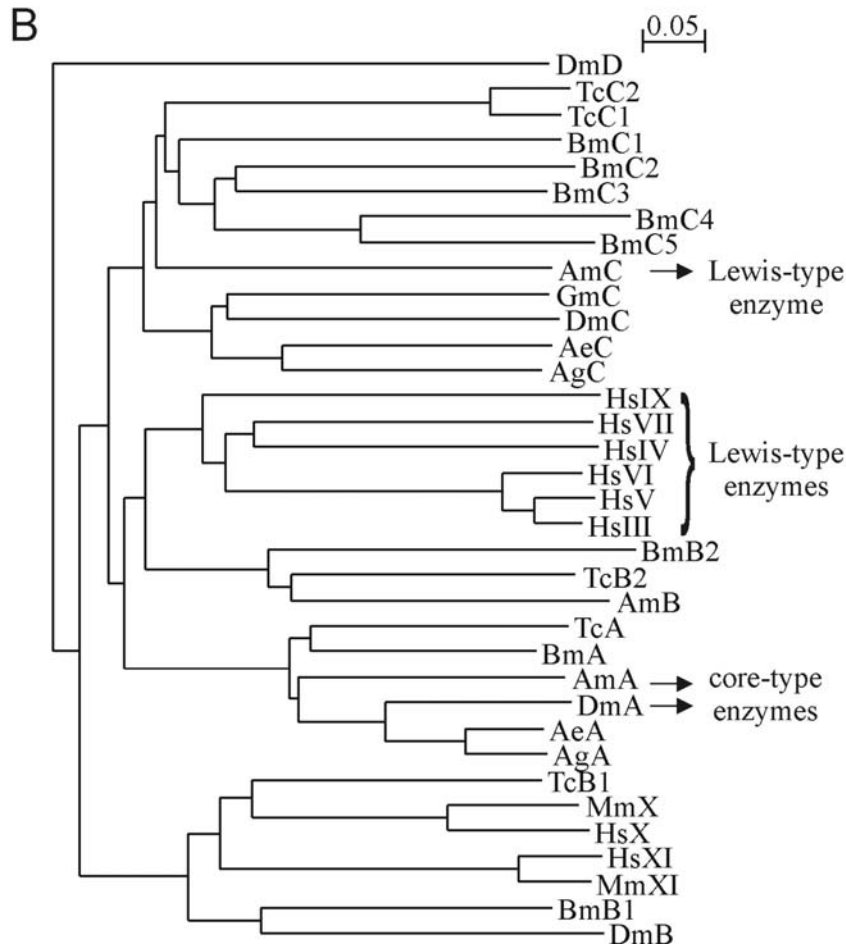 B
0.05
DmD
TcC2
TcC1
BmC1
BmC2
BmC3
BmC4
BmC5
AmC
Lewis-type
enzyme
GmC
DmC
AeC
AgC
HsIX
HsVII
HsIV
HsVI
HsV
HsIII
Lewis-type
enzymes
BmB2
TcB2
AmB
TcA
BmA
AmA
DmA
core-type
enzymes
AeA
AgA
TcB1
MmX
HsX
HsXI
MmXI
BmB1
DmB